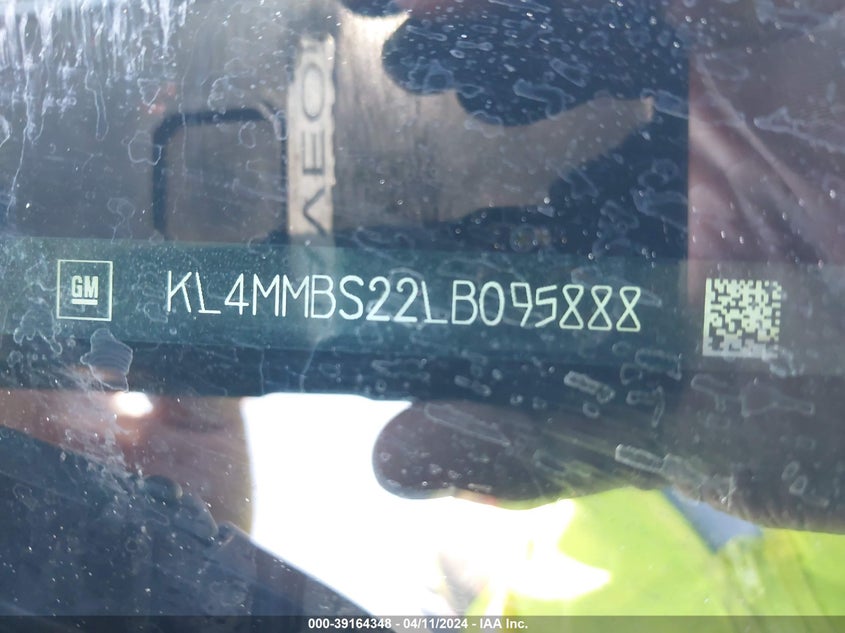 GM KL4MMBS22LB095888
000-39164348 - 04/11/2024 - IAA Inc.